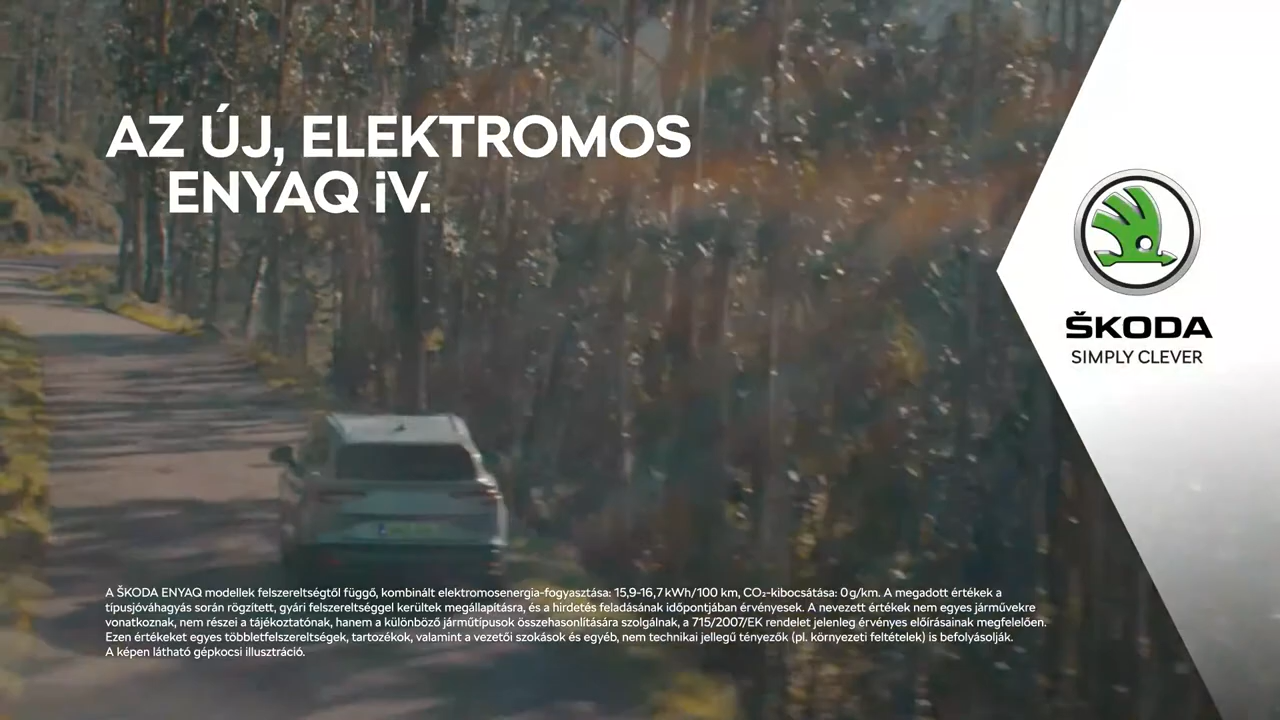 AZ ÚJ, ELEKTROMOS
ENYAQ iV.
ŠKODA
SIMPLY CLEVER
A ŠKODA ENYAQ modellek felszereltségtől függő, kombinált elektromosenergia-fogyasztása: 15,9-16,7 kWh/100 km, CO₂-kibocsátása: 0 g/km. A megadott értékek a
típusjóváhagyás során rögzített, gyári felszereltséggel kerültek megállapításra, és a hirdetés feladásának időpontjában érvényesek. A nevezett értékek nem egyes járművekre
vonatkoznak, nem részei a tájékoztatónak, hanem a különböző járműtípusok összehasonlítására szolgálnak, a 715/2007/EK rendelet jelenleg érvényes előírásainak megfelelően.
Ezen értékeket egyes többletfelszereltségek, tartozékok, valamint a vezetői szokások és egyéb, nem technikai jellegű tényezők (pl. környezeti feltételek) is befolyásolják.
A képen látható gépkocsi illusztráció.